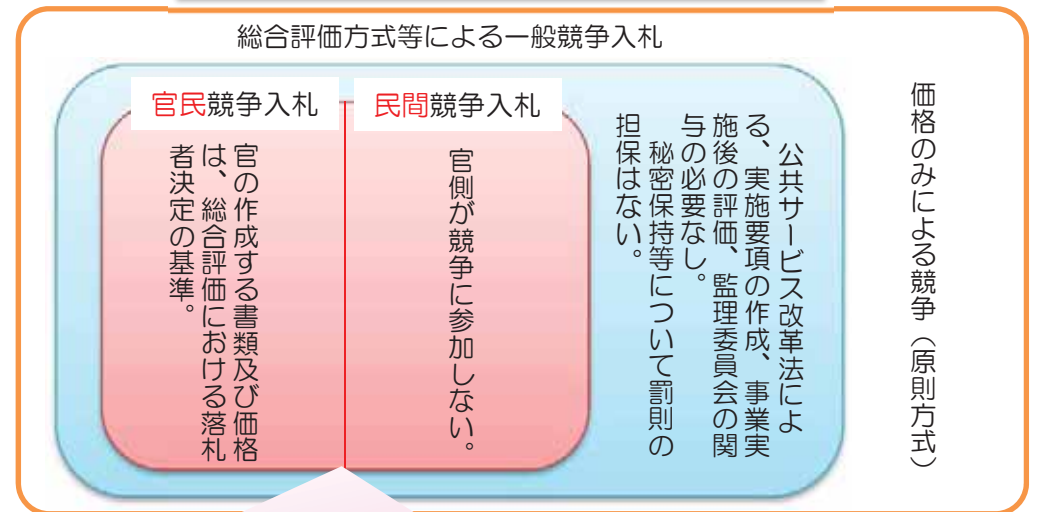 総合評価方式等による一般競争入札
官民競争入札
民間競争入札
官の作成する書類及び価格
は、総合評価における落札
者決定の基準。
官側が競争に参加しない。
公共サービス改革法によ
る、実施要項の作成、事業実
施後の評価、監理委員会の関
与の必要なし。
秘密保持等について罰則の
担保はない。
価格のみによる競争（原則方式）